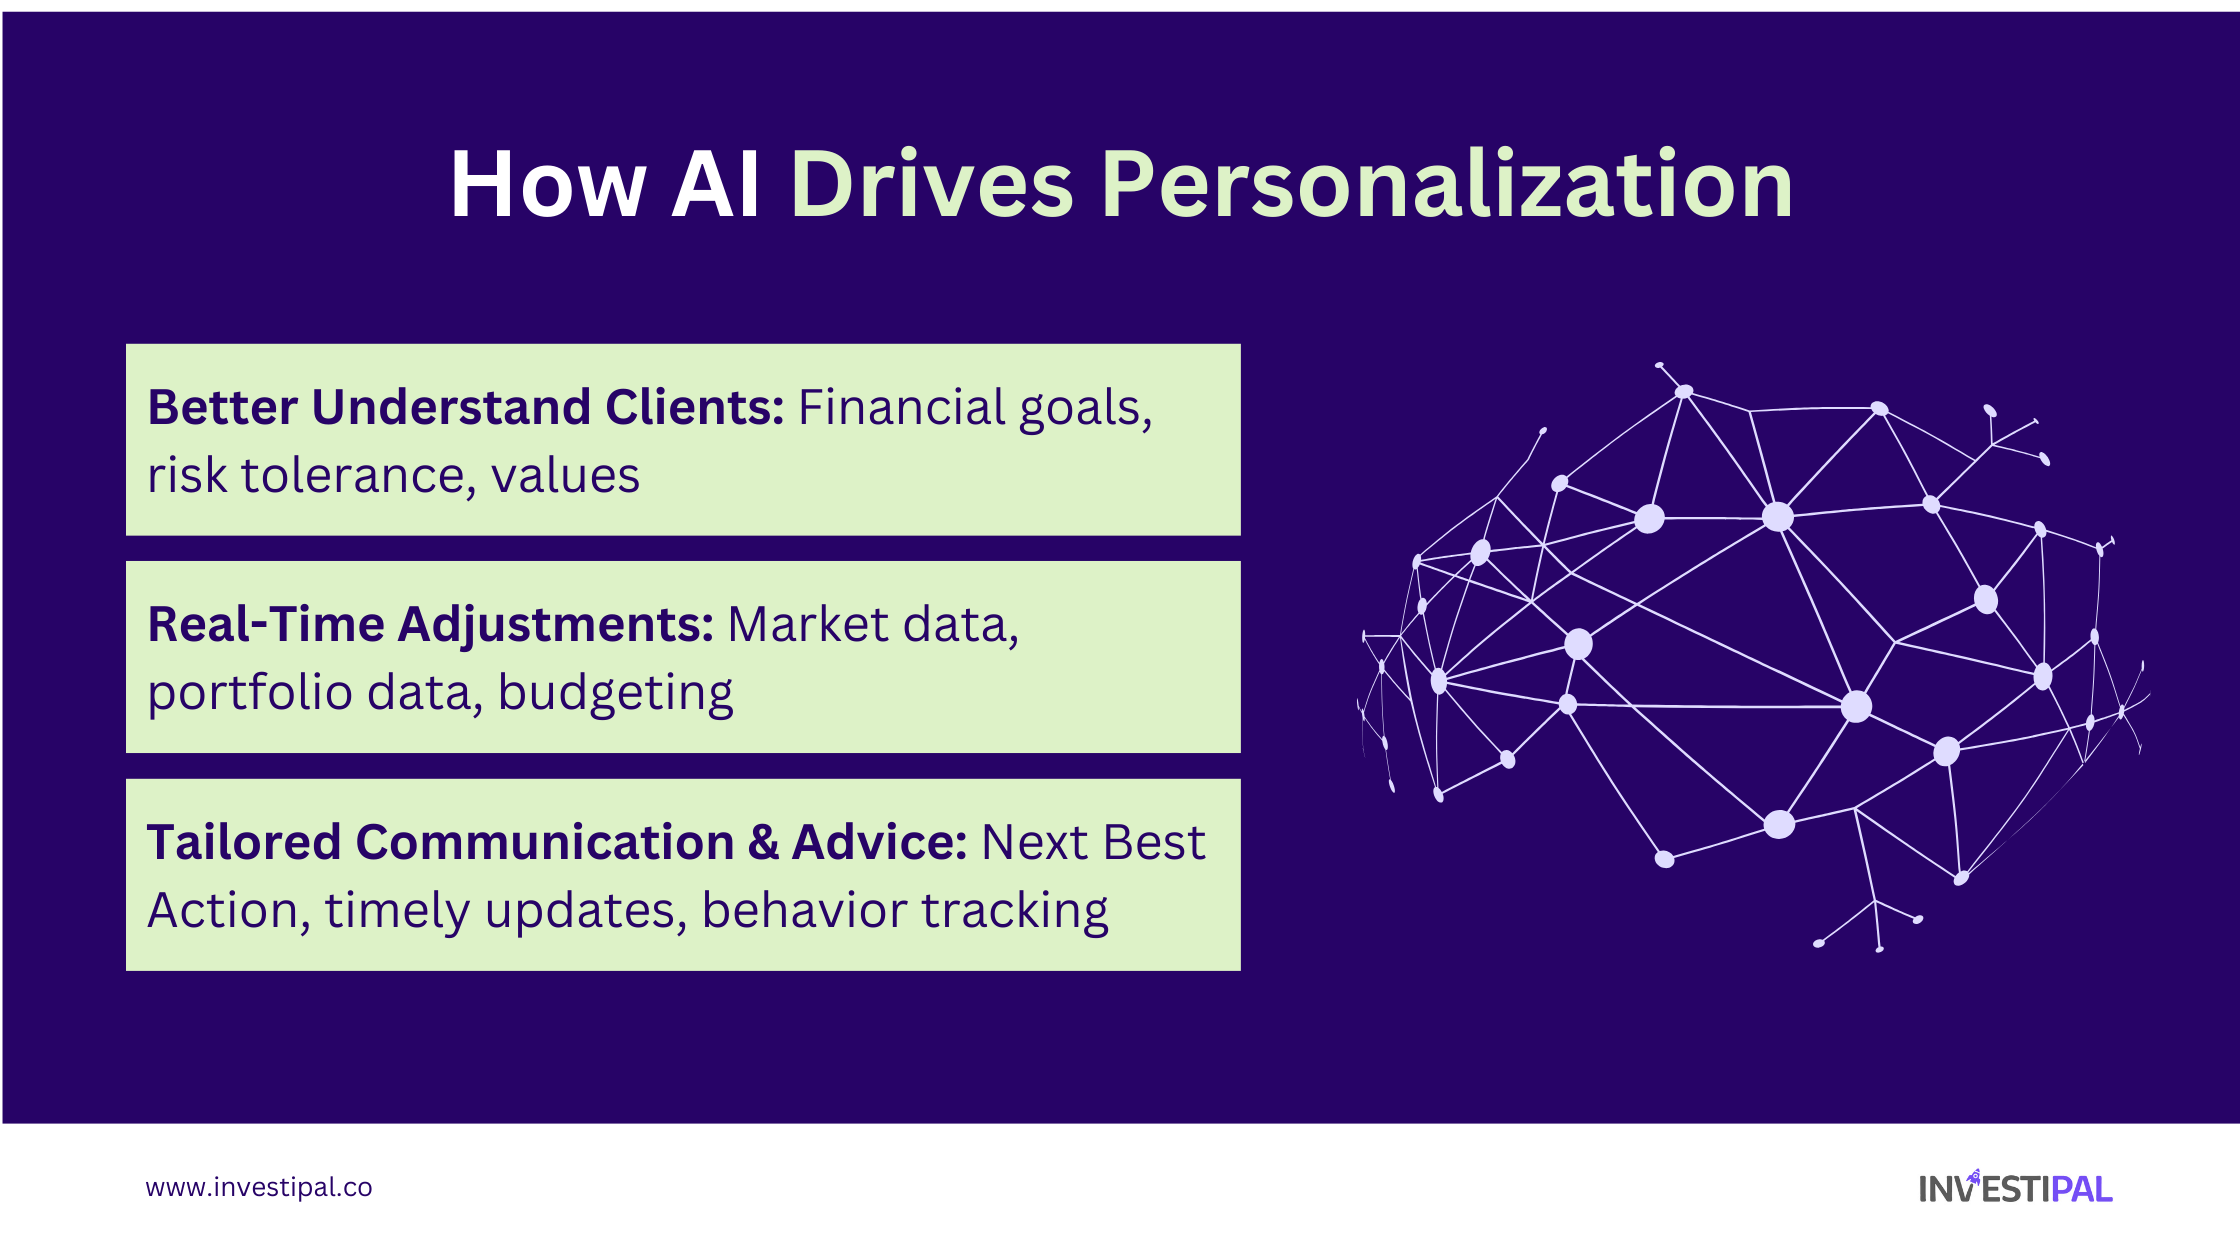 How AI Drives Personalization
Better Understand Clients: Financial goals,
risk tolerance, values
Real-Time Adjustments: Market data,
portfolio data, budgeting
Tailored Communication & Advice: Next Best
Action, timely updates, behavior tracking
www.investipal.co
INVESTIPAL